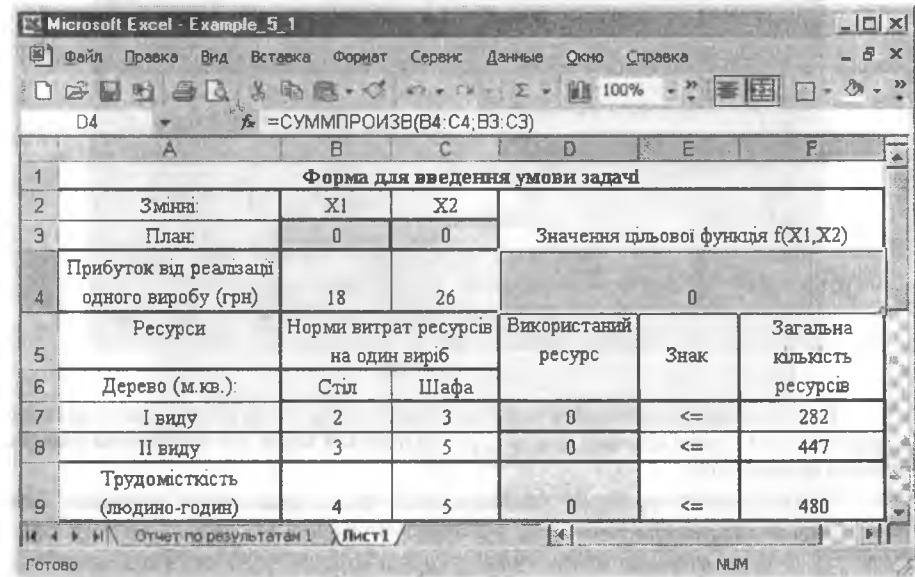 Microsoft Excel - Example_5_1
Файл Правка Вид Вставка Формат Сервис Данные Окно Справка
100%
D4 fx =СУММПРОИЗВ(B4:C4;B3:C3)
A B C D E F
1 Форма для введення умови задачі
2 Змінні: X1 X2
3 План: 0 0 Значення цільової функція f(X1,X2)
Прибуток від реалізаціі
4 одного виробу (грн) 18 26 0
Ресурси Норми витрат ресурсів Використаний Загальна
5 на один виріб ресурс Знак кількість
6 Дерево (м.кв.): Стіл Шафа ресурсів
7 І виду 2 3 0 <= 282
8 ІІ виду 3 5 0 <= 447
Трудомісткість
9 (людино-годин) 4 5 0 <= 480
Отчет по результатам 1 Лист1
Готово NUM